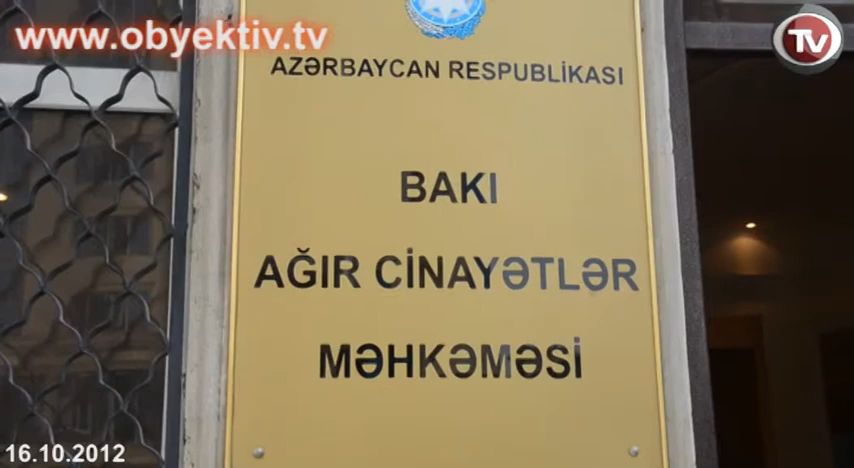 www.obyektiv.tv
TV
AZƏRBAYCAN RESPUBLİKASI
BAKI
AĞIR CİNAYƏTLƏR
MƏHKƏMƏSİ
16.10.2012